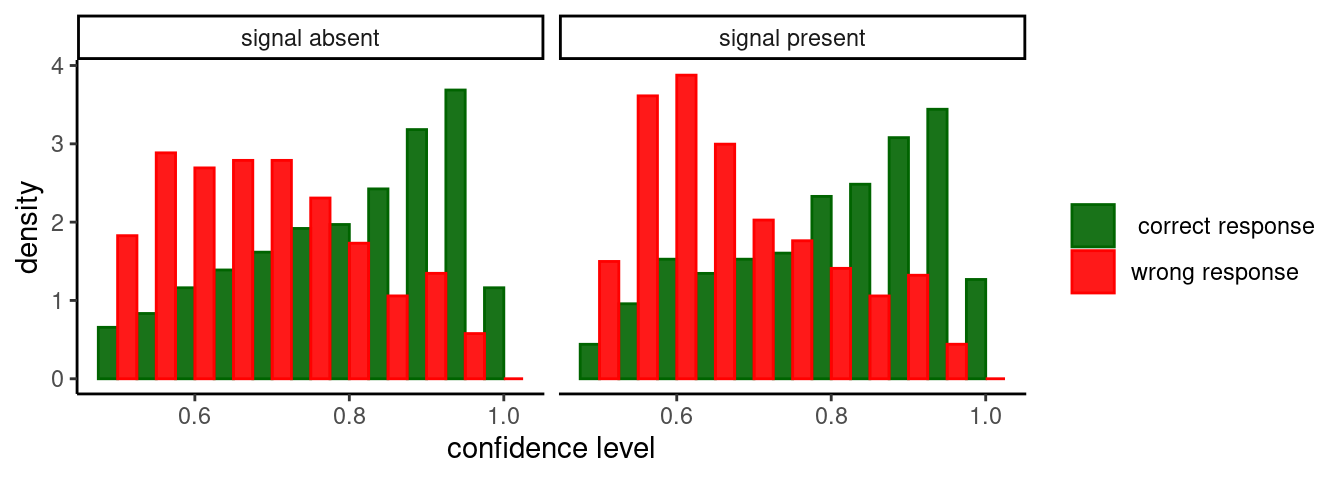 signal absent
signal present
4
3
2
1
0
density
0.6
0.8
1.0
0.6
0.8
1.0
confidence level
correct response
wrong response